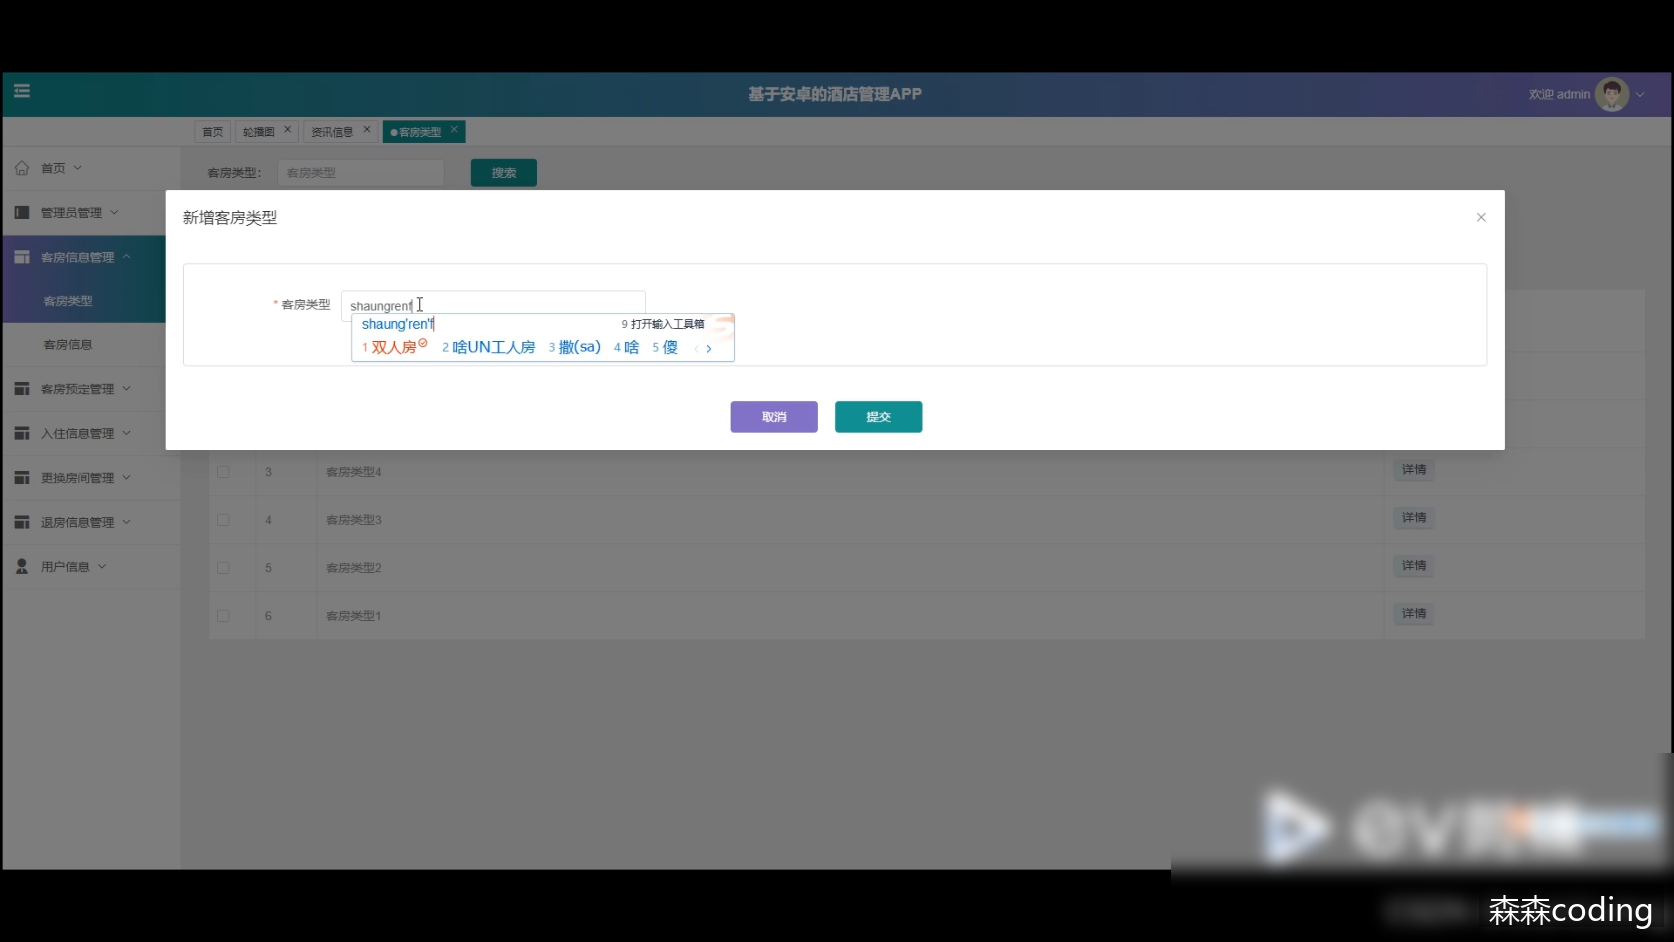 基于安卓的酒店管理APP
欢迎 admin
首页
轮播图
资讯信息
客房类型
首页
管理员管理
客房信息管理
客房类型
客房信息
客房预定管理
入住信息管理
更换房间管理
退房信息管理
用户信息
客房类型：
客房类型
搜索
新增客房类型
* 客房类型
shaungrenf
shaung'ren'f
9 打开输入工具箱
1 双人房 2 啥UN工人房 3 撒(sa) 4 啥 5 傻
取消
提交
3 客房类型4 详情
4 客房类型3 详情
5 客房类型2 详情
6 客房类型1 详情
森森coding